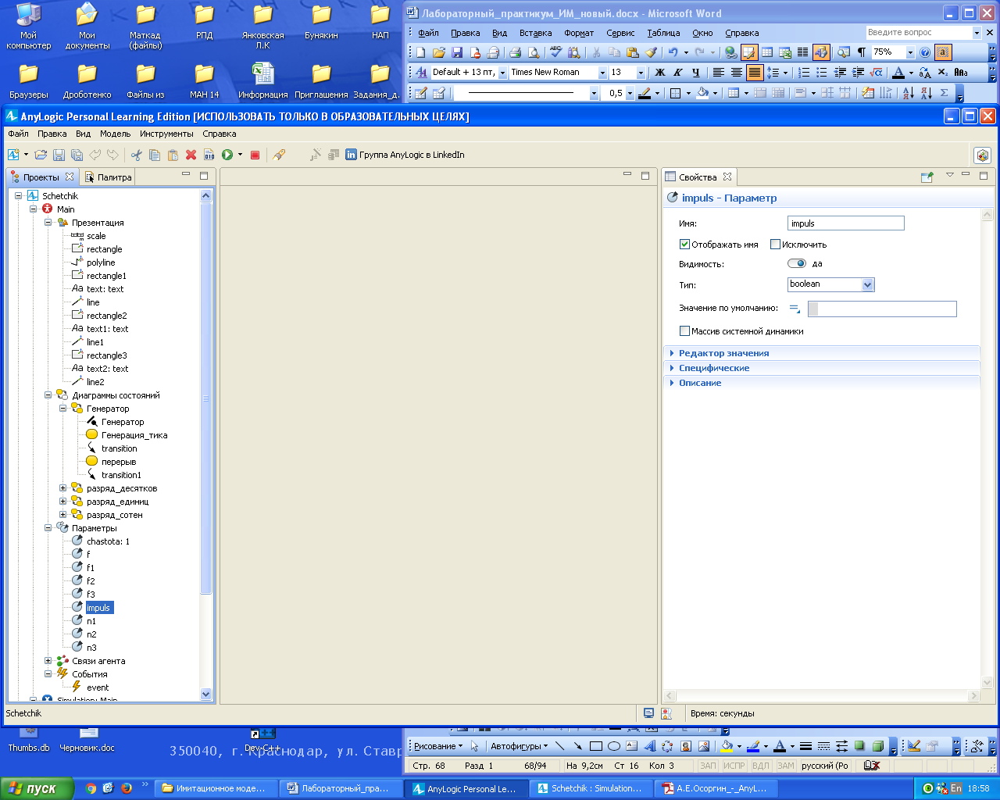 Мой компьютер
Мои документы
Маткад (файлы)
РПД
Янковская Л.К
Бунякин
НАП
Браузеры
Дроботенко
Файлы из
МАН 14
Информация
Приглашения
Задания_д.
Лабораторный_практикум_ИМ_новый.docx - Microsoft Word
Файл Правка Вид Вставка Формат Сервис Таблица Окно Справка
Введите вопрос
75%
Default + 13 пт, Times New Roman 13 Ж К Ч
0,5
AnyLogic Personal Learning Edition [ИСПОЛЬЗОВАТЬ ТОЛЬКО В ОБРАЗОВАТЕЛЬНЫХ ЦЕЛЯХ]
Файл Правка Вид Модель Инструменты Справка
Группа AnyLogic в LinkedIn
Проекты Палитра
Schetchik
Main
Презентация
scale
rectangle
polyline
rectangle1
Aa text: text
line
rectangle2
Aa text1: text
line1
rectangle3
Aa text2: text
line2
Диаграммы состояний
Генератор
Генератор
Генерация_тика
transition
перерыв
transition1
разряд_десятков
разряд_единиц
разряд_сотен
Параметры
chastota: 1
f
f1
f2
f3
impuls
n1
n2
n3
Связи агента
События
event
Simulation: Main
Свойства
impuls - Параметр
Имя: impuls
Отображать имя Исключить
Видимость: да
Тип: boolean
Значение по умолчанию:
Массив системной динамики
Редактор значения
Специфические
Описание
Schetchik
Время: секунды
Thumbs.db
Черновик.doc
Dev-C++
350040, г. Краснодар, ул. Ставр
Рисование Автофигуры
Стр. 68 Разд 1 68/94 На 9,2см Ст 16 Кол 3 ЗАП ИСПР ВДЛ ЗАМ русский (Ро
пуск
Имитационное моде...
Лабораторный_пра...
AnyLogic Personal Le...
Schetchik : Simulation...
А.Е.Осоргин_-_AnyL...
En 18:58